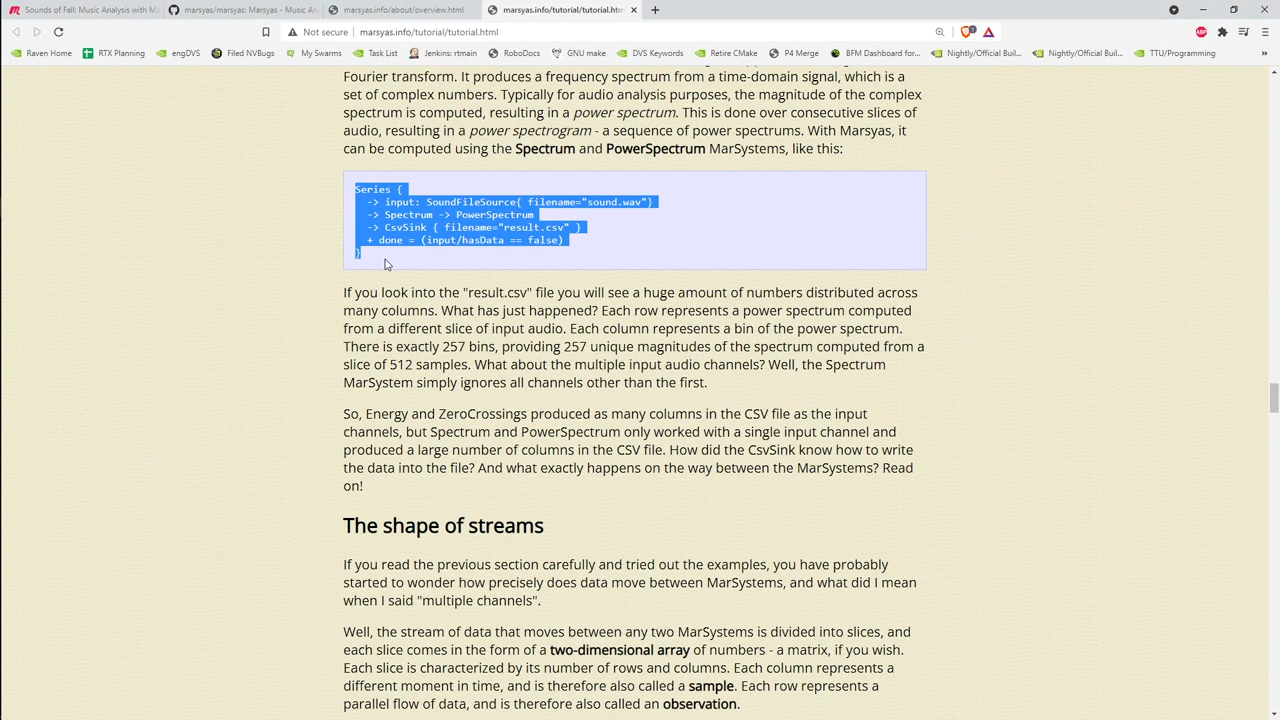 Sounds of Fall: Music Analysis with Ma
marsyas/marsyas: Marsyas - Music An
marsyas.info/about/overview.html
marsyas.info/tutorial/tutorial.htm
Not secure
marsyas.info/tutorial/tutorial.html
Raven Home
RTX Planning
engDVS
Filed NVBugs
My Swarms
Task List
Jenkins: rtmain
RoboDocs
GNU make
DVS Keywords
Retire CMake
P4 Merge
BFM Dashboard for...
Nightly/Official Buil...
Nightly/Official Buil...
TTU/Programming
Fourier transform. It produces a frequency spectrum from a time-domain signal, which is a
set of complex numbers. Typically for audio analysis purposes, the magnitude of the complex
spectrum is computed, resulting in a power spectrum. This is done over consecutive slices of
audio, resulting in a power spectrogram - a sequence of power spectrums. With Marsyas, it
can be computed using the Spectrum and PowerSpectrum MarSystems, like this:
Series {
-> input: SoundFileSource{ filename="sound.wav"}
-> Spectrum -> PowerSpectrum
-> CsvSink { filename="result.csv" }
+ done = (input/hasData == false)
}
If you look into the "result.csv" file you will see a huge amount of numbers distributed across
many columns. What has just happened? Each row represents a power spectrum computed
from a different slice of input audio. Each column represents a bin of the power spectrum.
There is exactly 257 bins, providing 257 unique magnitudes of the spectrum computed from a
slice of 512 samples. What about the multiple input audio channels? Well, the Spectrum
MarSystem simply ignores all channels other than the first.
So, Energy and ZeroCrossings produced as many columns in the CSV file as the input
channels, but Spectrum and PowerSpectrum only worked with a single input channel and
produced a large number of columns in the CSV file. How did the CsvSink know how to write
the data into the file? And what exactly happens on the way between the MarSystems? Read
on!
The shape of streams
If you read the previous section carefully and tried out the examples, you have probably
started to wonder how precisely does data move between MarSystems, and what did I mean
when I said "multiple channels".
Well, the stream of data that moves between any two MarSystems is divided into slices, and
each slice comes in the form of a two-dimensional array of numbers - a matrix, if you wish.
Each slice is characterized by its number of rows and columns. Each column represents a
different moment in time, and is therefore also called a sample. Each row represents a
parallel flow of data, and is therefore also called an observation.